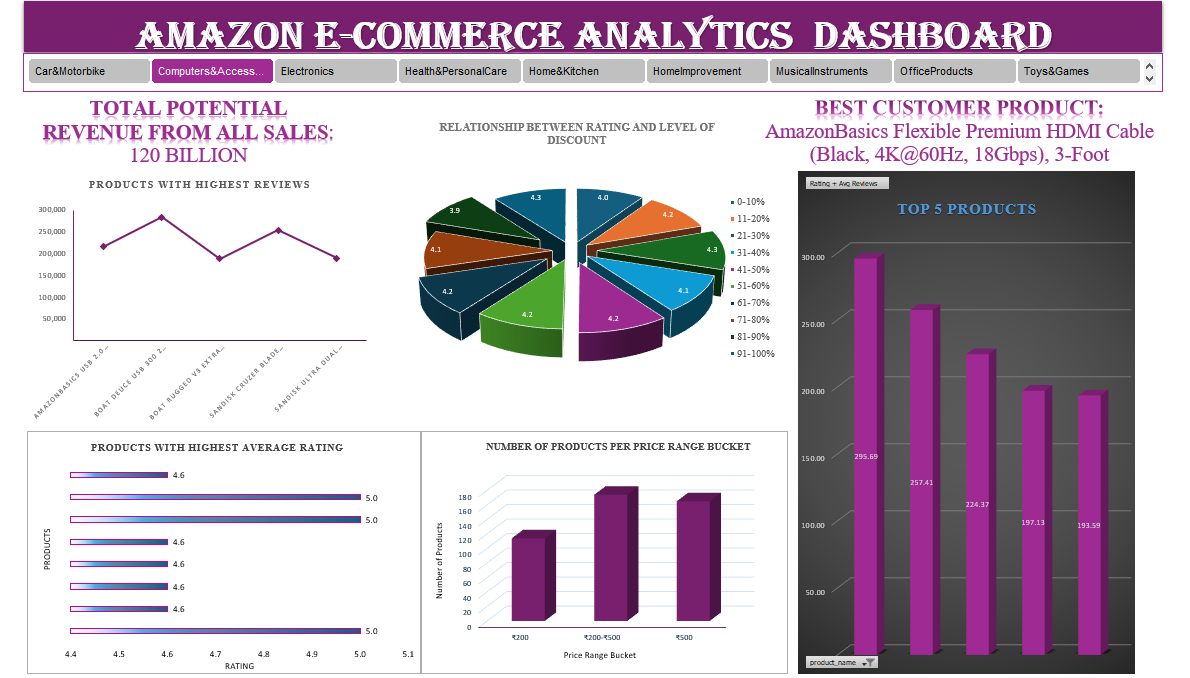 AMAZON E-COMMERCE ANALYTICS DASHBOARD
Car&Motorbike
Computers&Access...
Electronics
Health&PersonalCare
Home&Kitchen
HomeImprovement
MusicalInstruments
OfficeProducts
Toys&Games
TOTAL POTENTIAL
REVENUE FROM ALL SALES:
120 BILLION
PRODUCTS WITH HIGHEST REVIEWS
300,000
250,000
200,000
150,000
100,000
50,000
AMAZONBASICS USB 2.0...
BOAT DEUCE USB 300 2...
BOAT RUGGED V3 EXTRA...
SANDISK CRUZER BLADE...
SANDISK ULTRA DUAL...
RELATIONSHIP BETWEEN RATING AND LEVEL OF
DISCOUNT
4.3
4.0
3.9
4.2
4.1
4.3
4.2
4.1
4.2
4.2
0-10%
11-20%
21-30%
31-40%
41-50%
51-60%
61-70%
71-80%
81-90%
91-100%
BEST CUSTOMER PRODUCT:
AmazonBasics Flexible Premium HDMI Cable
(Black, 4K@60Hz, 18Gbps), 3-Foot
Rating + Avg Reviews
TOP 5 PRODUCTS
300.00
250.00
200.00
150.00
100.00
50.00
295.69
257.41
224.37
197.13
193.59
product_name
PRODUCTS WITH HIGHEST AVERAGE RATING
PRODUCTS
4.6
5.0
5.0
4.6
4.6
4.6
4.6
5.0
4.4 4.5 4.6 4.7 4.8 4.9 5.0 5.1
RATING
NUMBER OF PRODUCTS PER PRICE RANGE BUCKET
Number of Products
180
160
140
120
100
80
60
40
20
0
₹200 ₹200-₹500 ₹500
Price Range Bucket